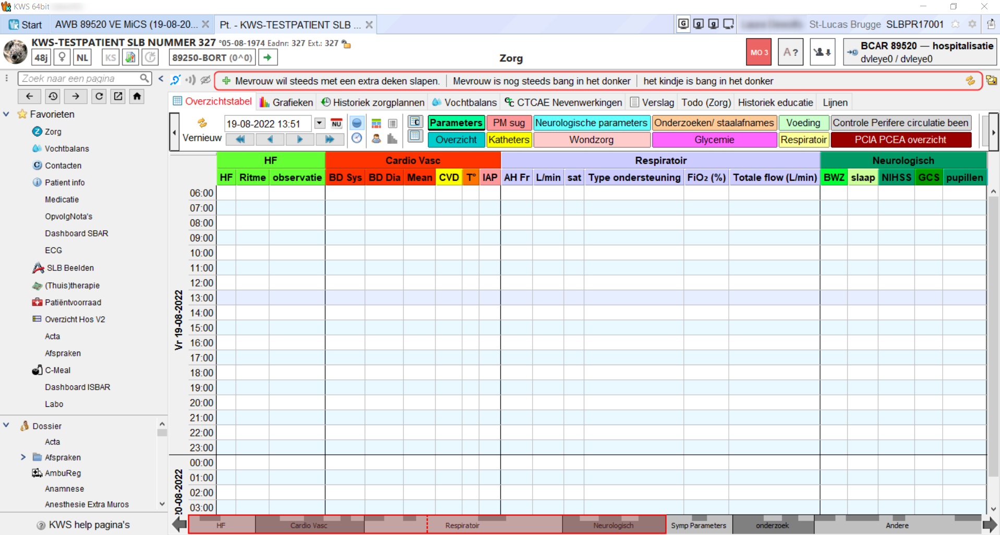 KWS 64bit
Start
AWB 89520 VE MiCS (19-08-20...
Pt. - KWS-TESTPATIENT SLB ...
St-Lucas Brugge SLBPR17001
KWS-TESTPATIENT SLB NUMMER 327 °05-08-1974 Eadnr: 327 Ext.: 327
48j NL KS 89250-BORT (0^0)
Zorg
MO 3 A?
BCAR 89520 — hospitalisatie
dvleye0 / dvleye0
Zoek naar een pagina
Mevrouw wil steeds met een extra deken slapen. Mevrouw is nog steeds bang in het donker het kindje is bang in het donker
Overzichtstabel Grafieken Historiek zorgplannen Vochtbalans CTCAE Nevenwerkingen Verslag Todo (Zorg) Historiek educatie Lijnen
Vernieuw
19-08-2022 13:51 NU
Parameters PM sug Neurologische parameters Onderzoeken/ staalafnames Voeding Controle Perifere circulatie been
Overzicht Katheters Wondzorg Glycemie Respiratoir PCIA PCEA overzicht
Favorieten
Zorg
Vochtbalans
Contacten
Patient info
Medicatie
OpvolgNota's
Dashboard SBAR
ECG
SLB Beelden
(Thuis)therapie
Patiëntvoorraad
Overzicht Hos V2
Acta
Afspraken
C-Meal
Dashboard ISBAR
Labo
Dossier
Acta
Afspraken
AmbuReg
Anamnese
Anesthesie Extra Muros
KWS help pagina's
HF Cardio Vasc Respiratoir Neurologisch
HF Ritme observatie BD Sys BD Dia Mean CVD T° IAP AH Fr L/min sat Type ondersteuning FiO₂ (%) Totale flow (L/min) BWZ slaap NIHSS GCS pupillen
Vr 19-08-2022
06:00
07:00
08:00
09:00
10:00
11:00
12:00
13:00
14:00
15:00
16:00
17:00
18:00
19:00
20:00
21:00
22:00
23:00
20-08-2022
00:00
01:00
02:00
03:00
HF Cardio Vasc Respiratoir Neurologisch Symp Parameters onderzoek Andere